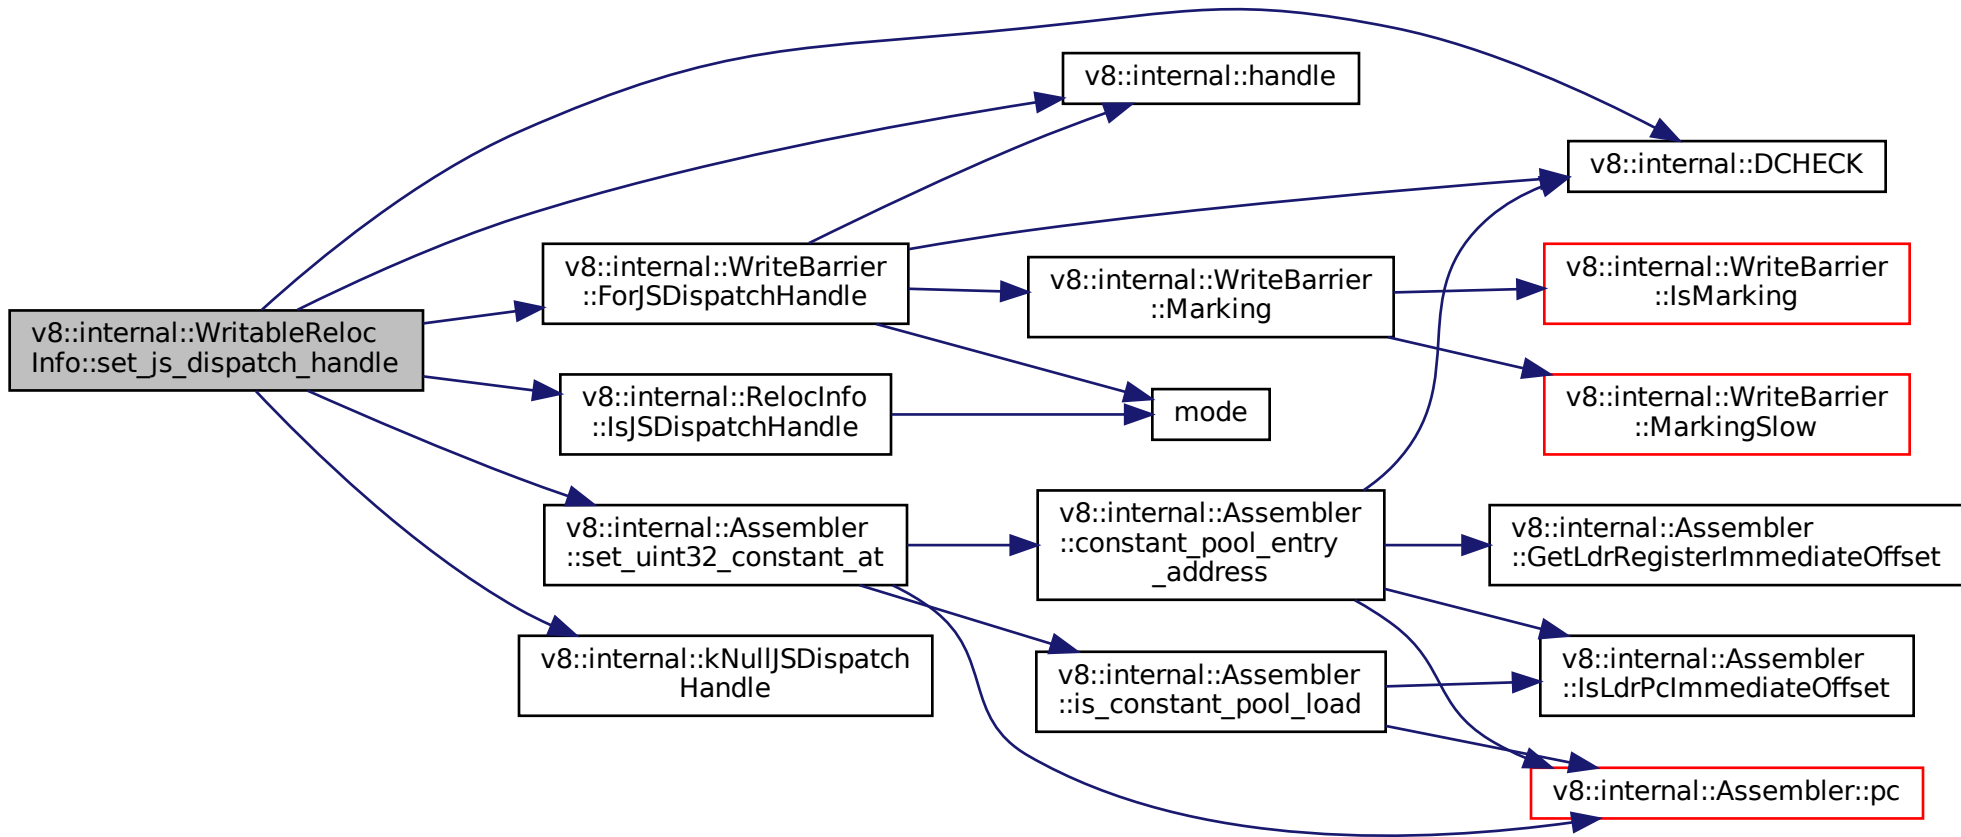 v8::internal::WritableReloc
Info::set_js_dispatch_handle
v8::internal::handle
v8::internal::DCHECK
v8::internal::WriteBarrier
::ForJSDispatchHandle
v8::internal::WriteBarrier
::Marking
v8::internal::WriteBarrier
::IsMarking
v8::internal::WriteBarrier
::MarkingSlow
v8::internal::RelocInfo
::IsJSDispatchHandle
mode
v8::internal::Assembler
::set_uint32_constant_at
v8::internal::Assembler
::constant_pool_entry
_address
v8::internal::Assembler
::GetLdrRegisterImmediateOffset
v8::internal::Assembler
::IsLdrPcImmediateOffset
v8::internal::kNullJSDispatch
Handle
v8::internal::Assembler
::is_constant_pool_load
v8::internal::Assembler::pc